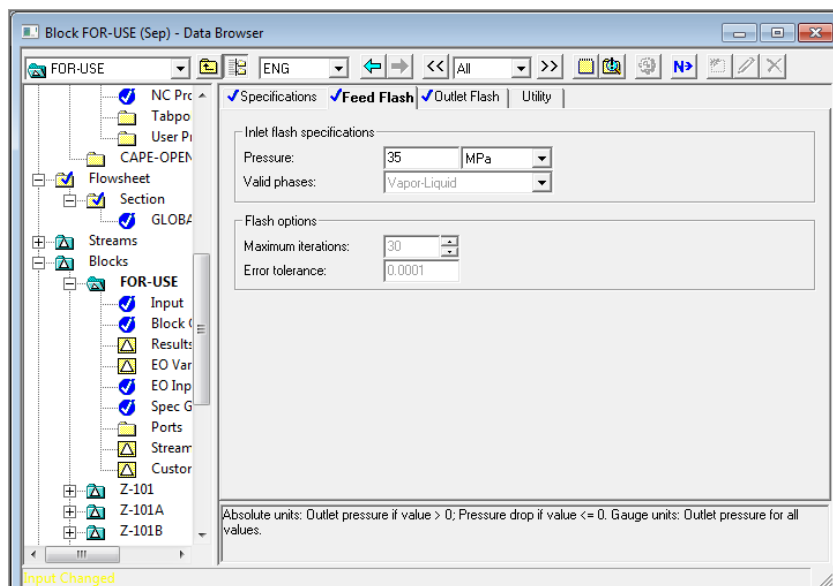 Block FOR-USE (Sep) - Data Browser
FOR-USE
ENG
<<
All
>>
N>
Specifications
Feed Flash
Outlet Flash
Utility
NC Prc
Tabpo
User Pr
CAPE-OPEN
Flowsheet
Section
GLOBA
Streams
Blocks
FOR-USE
Input
Block (
Results
EO Var
EO Inp
Spec G
Ports
Stream
Custor
Z-101
Z-101A
Z-101B
Inlet flash specifications
Pressure:
35
MPa
Valid phases:
Vapor-Liquid
Flash options
Maximum iterations:
30
Error tolerance:
0.0001
Absolute units: Outlet pressure if value > 0; Pressure drop if value <= 0. Gauge units: Outlet pressure for all
values.
Input Changed